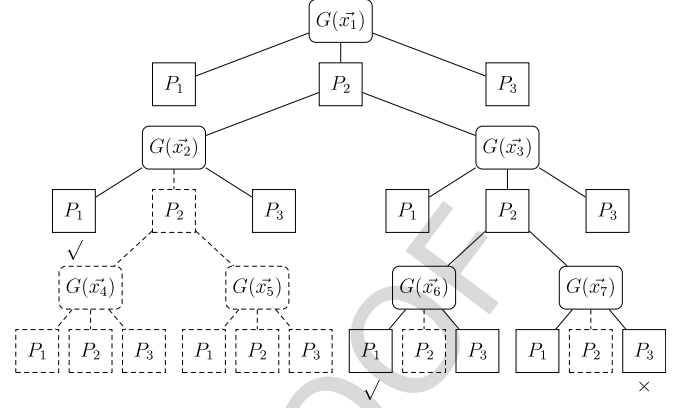 G(x⃗₁)
P₁ P₂ P₃
G(x⃗₂) G(x⃗₃)
P₁ P₂ P₃ P₁ P₂ P₃
√
G(x⃗₄) G(x⃗₅) G(x⃗₆) G(x⃗₇)
P₁ P₂ P₃ P₁ P₂ P₃ P₁ P₂ P₃ P₁ P₂ P₃
√ ×
OOF